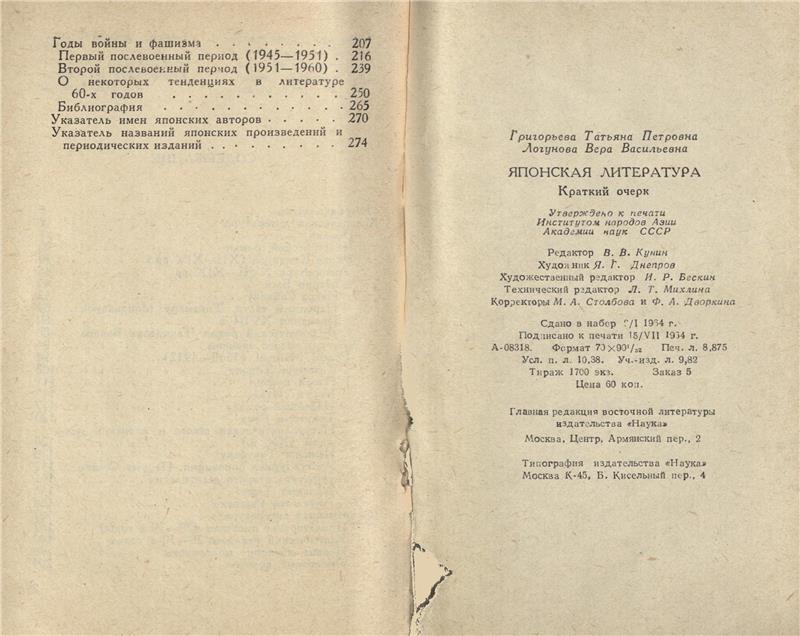 Годы войны и фашизма . . . . . . . . 207
Первый послевоенный период (1945—1951) . 216
Второй послевоенный период (1951—1960) . 239
О некоторых тенденциях в литературе
60-х годов . . . . . . . . . . . 250
Библиография . . . . . . . . . . . . 265
Указатель имен японских авторов . . . . . 270
Указатель названий японских произведений и
периодических изданий . . . . . . . . 274
Григорьева Татьяна Петровна
Логунова Вера Васильевна
ЯПОНСКАЯ ЛИТЕРАТУРА
Краткий очерк
Утверждено к печати
Институтом народов Азии
Академии наук СССР
Редактор В. В. Кунин
Художник Я. Г. Днепров
Художественный редактор И. Р. Бескин
Технический редактор Л. Т. Михлина
Корректоры М. А. Столбова и Ф. А. Дворкина
Сдано в набор /I 1964 г.
Подписано к печати 15/VII 1964 г.
А-08318. Формат 70×90¹/₃₂ Печ. л. 8,875
Усл. п. л. 10,38. Уч.-изд. л. 9,82
Тираж 1700 экз. Заказ 5
Цена 60 коп.
Главная редакция восточной литературы
издательства «Наука»
Москва, Центр, Армянский пер., 2
Типография издательства «Наука»
Москва К-45, Б. Кисельный пер., 4